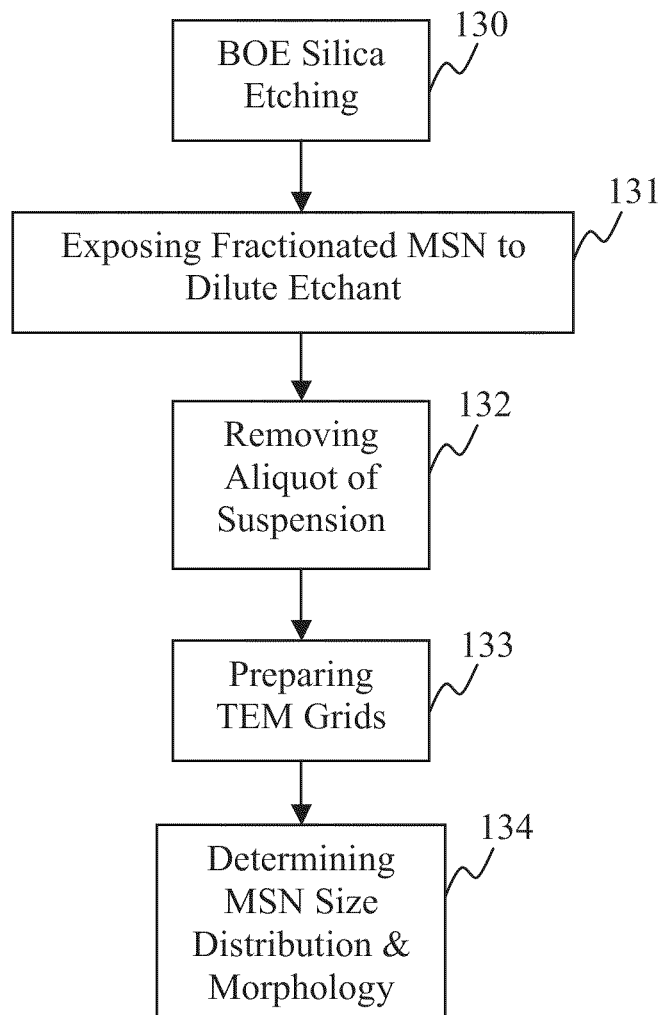 130
BOE Silica
Etching
131
Exposing Fractionated MSN to
Dilute Etchant
132
Removing
Aliquot of
Suspension
133
Preparing
TEM Grids
134
Determining
MSN Size
Distribution &
Morphology